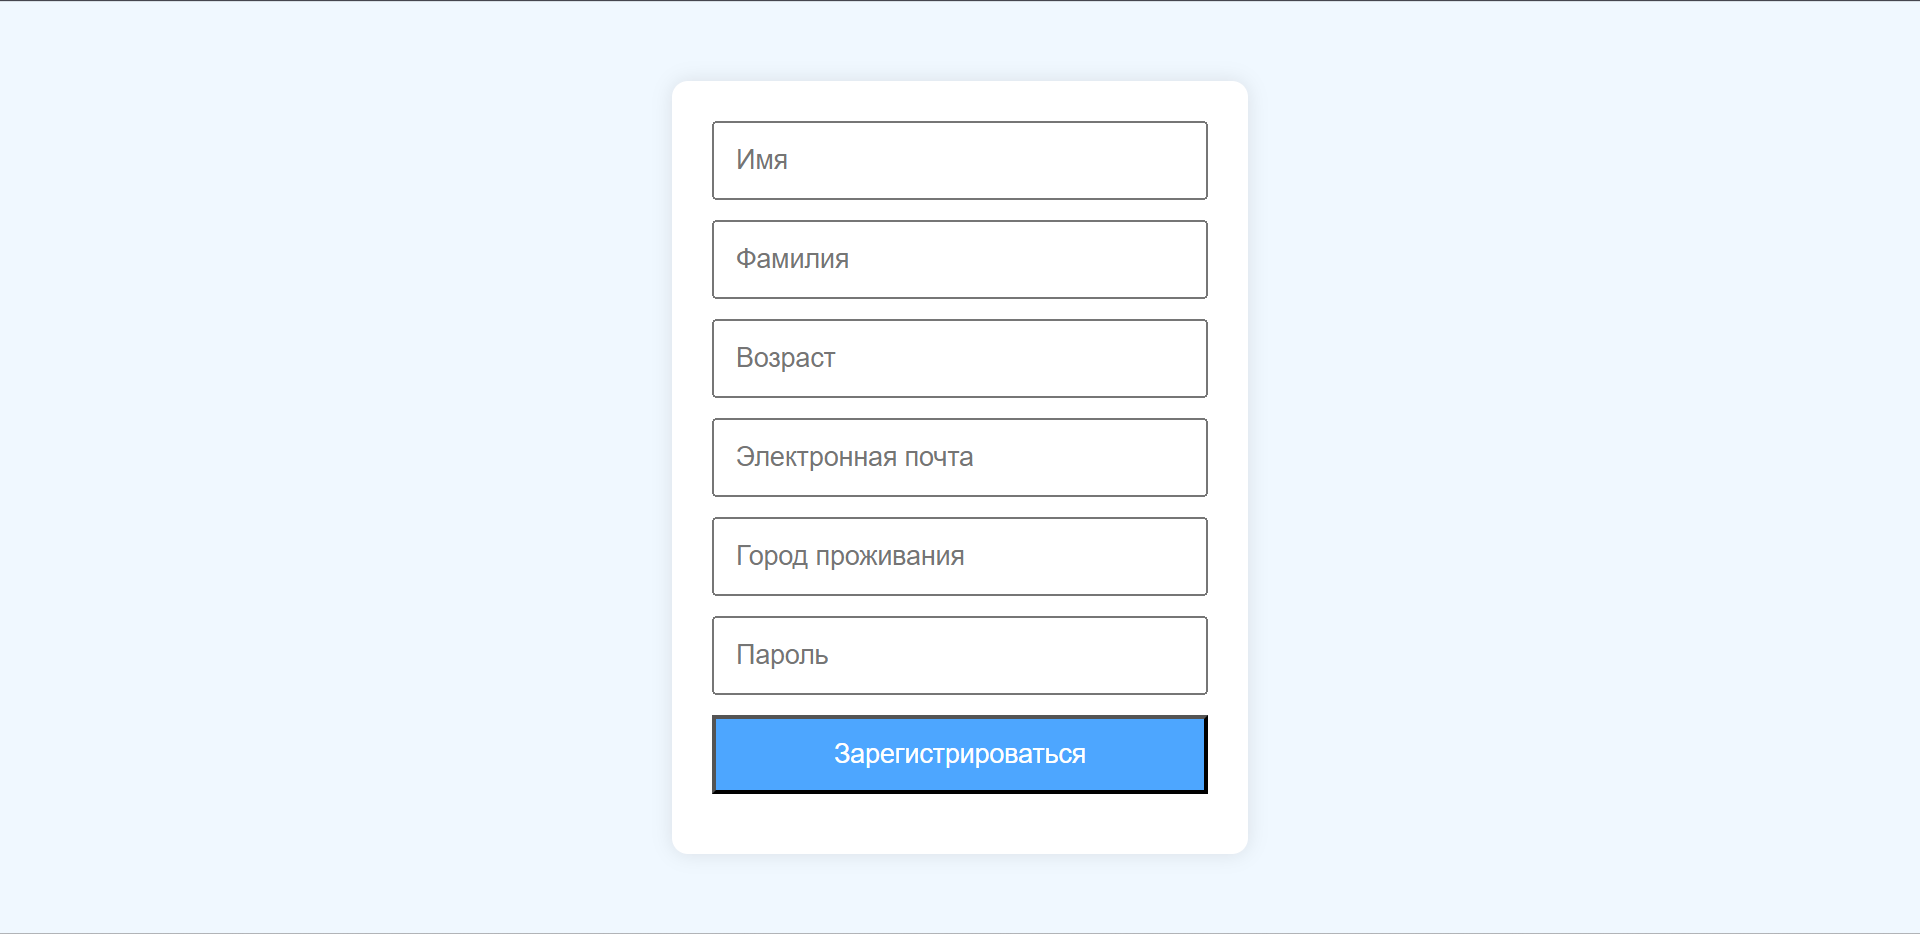 Имя
Фамилия
Возраст
Электронная почта
Город проживания
Пароль
Зарегистрироваться